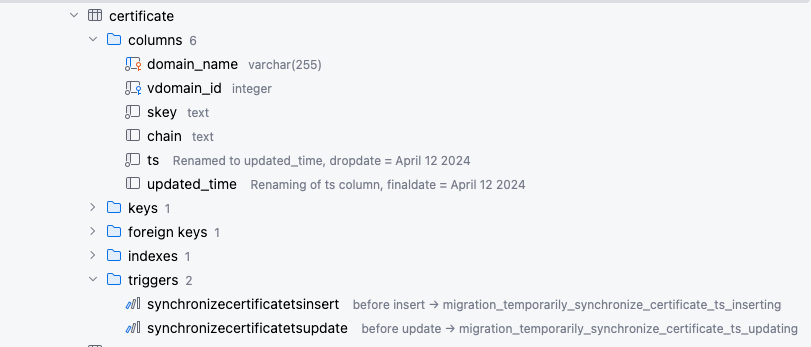 certificate
columns 6
domain_name varchar(255)
vdomain_id integer
skey text
chain text
ts Renamed to updated_time, dropdate = April 12 2024
updated_time Renaming of ts column, finaldate = April 12 2024
keys 1
foreign keys 1
indexes 1
triggers 2
synchronizecertificatetsinsert before insert → migration_temporarily_synchronize_certificate_ts_inserting
synchronizecertificatetsupdate before update → migration_temporarily_synchronize_certificate_ts_updating